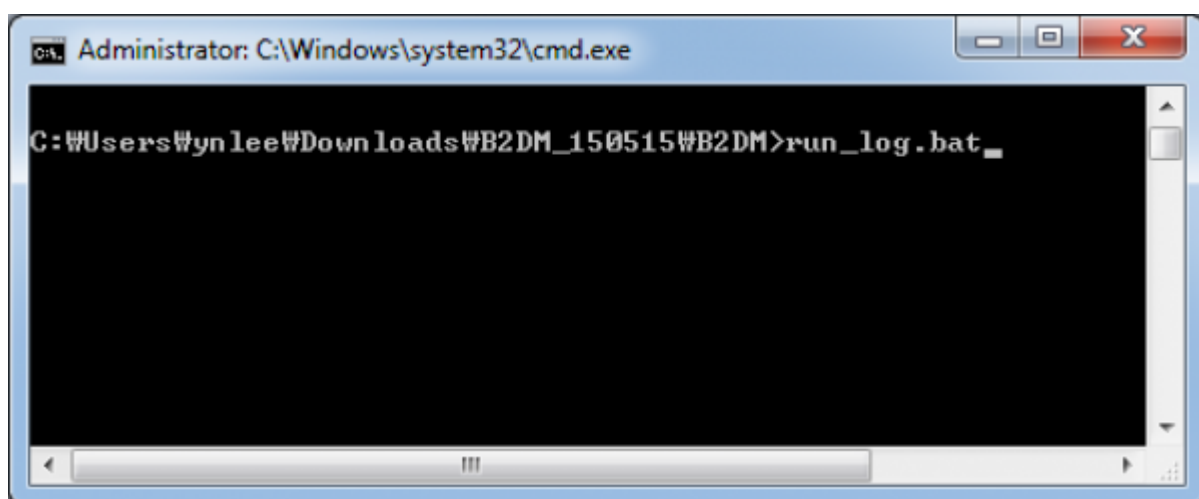 Administrator: C:\Windows\system32\cmd.exe
C:₩Users₩ynlee₩Downloads₩B2DM_150515₩B2DM>run_log.bat_